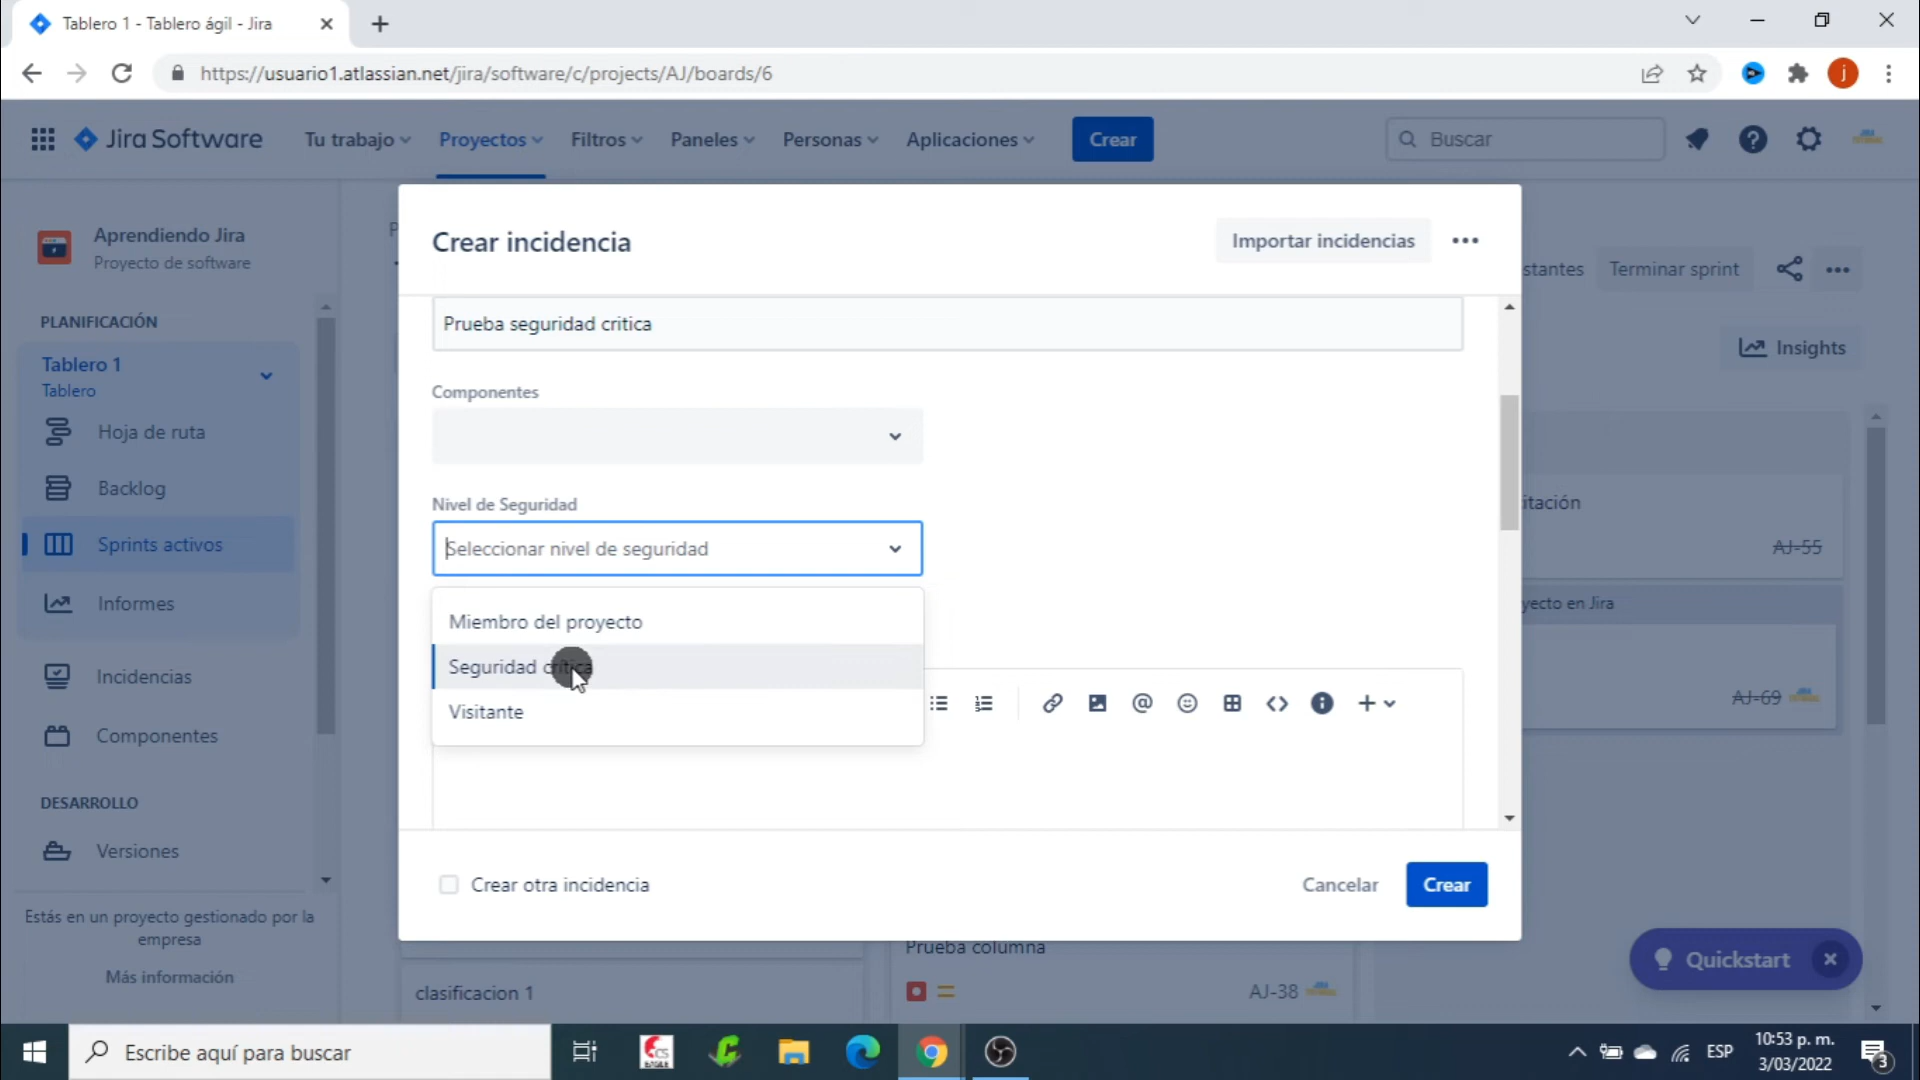 Tablero 1 - Tablero ágil - Jira
https://usuario1.atlassian.net/jira/software/c/projects/AJ/boards/6
j
Jira Software
Tu trabajo
Proyectos
Filtros
Paneles
Personas
Aplicaciones
Crear
Buscar
Aprendiendo Jira
Proyecto de software
PLANIFICACIÓN
Tablero 1
Tablero
Hoja de ruta
Backlog
Sprints activos
Informes
Incidencias
Componentes
DESARROLLO
Versiones
Estás en un proyecto gestionado por la
empresa
Más información
Crear incidencia
Importar incidencias
Prueba seguridad critica
Componentes
Nivel de Seguridad
Seleccionar nivel de seguridad
Miembro del proyecto
Seguridad crítica
Visitante
Crear otra incidencia
Cancelar
Crear
stantes
Terminar sprint
Insights
itación
AJ-55
yecto en Jira
AJ-69
Prueba columna
clasificacion 1
AJ-38
Quickstart
Escribe aquí para buscar
EAGLE
ESP
10:53 p. m.
3/03/2022
3